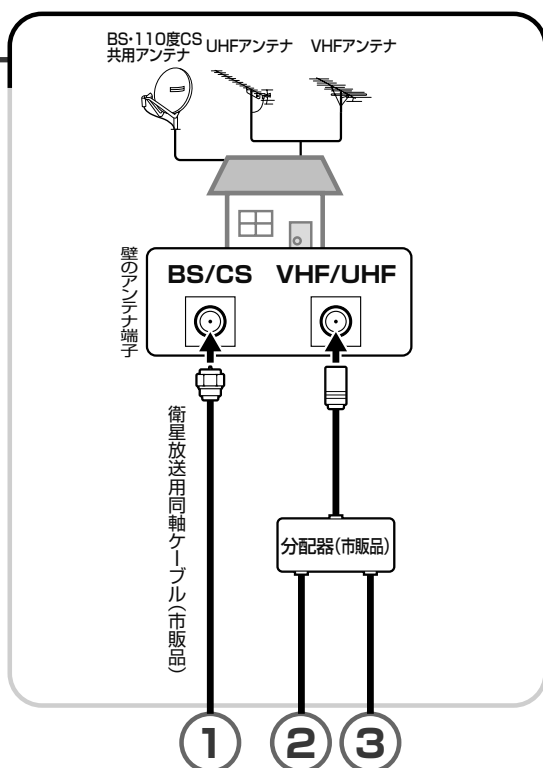 BS・110度CS
共用アンテナ
UHFアンテナ
VHFアンテナ
壁のアンテナ端子
BS/CS
VHF/UHF
衛星放送用同軸ケーブル(市販品)
分配器(市販品)
1
2
3